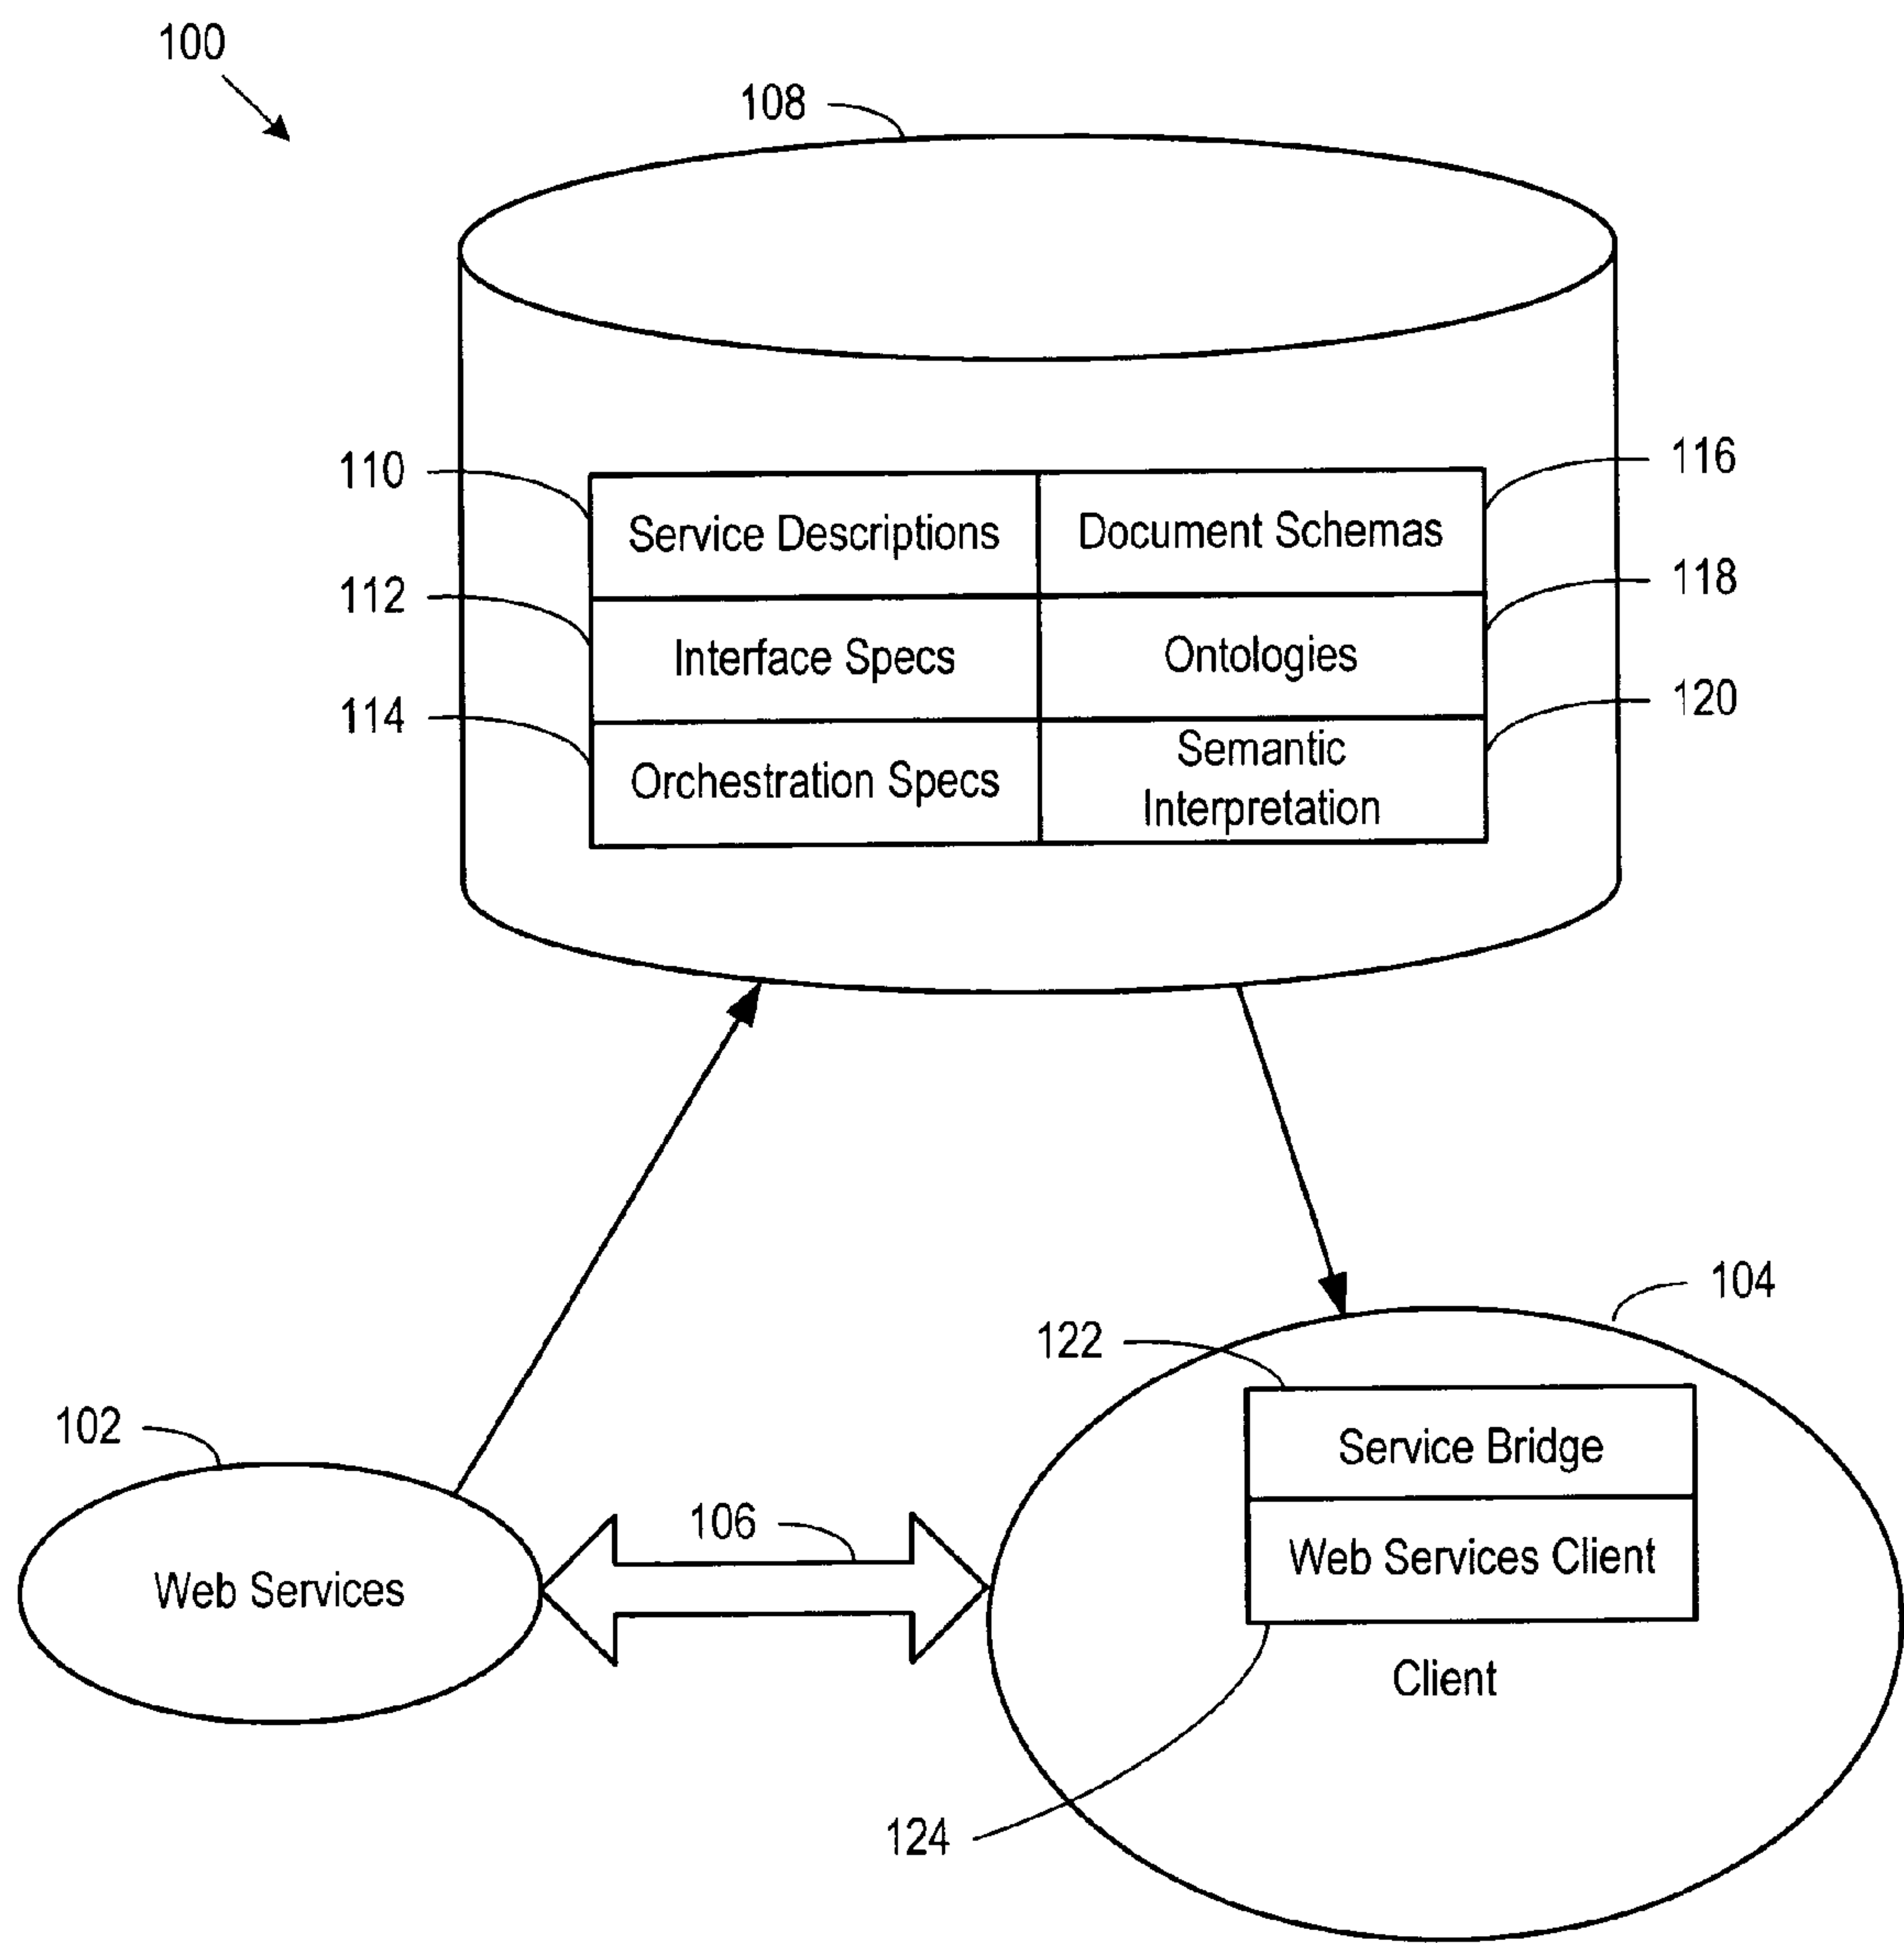 100
108
110
Service Descriptions
Document Schemas
116
112
Interface Specs
Ontologies
118
114
Orchestration Specs
Semantic
Interpretation
120
104
122
Service Bridge
102
Web Services
106
Web Services Client
Client
124